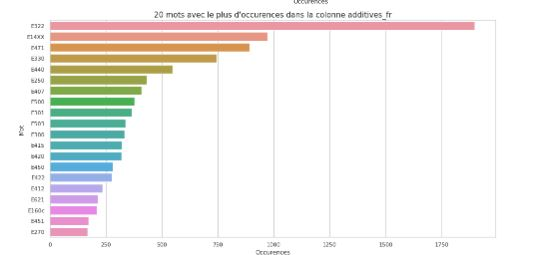 Occurences
20 mots avec le plus d'occurences dans la colonne additives_fr
E322
E14XX
E471
E330
E440
E250
E407
E500
E301
E503
E300
E415
E420
E450
E422
E412
E621
E160c
E451
E270
Mot
0 250 500 750 1000 1250 1500 1750
Occurences